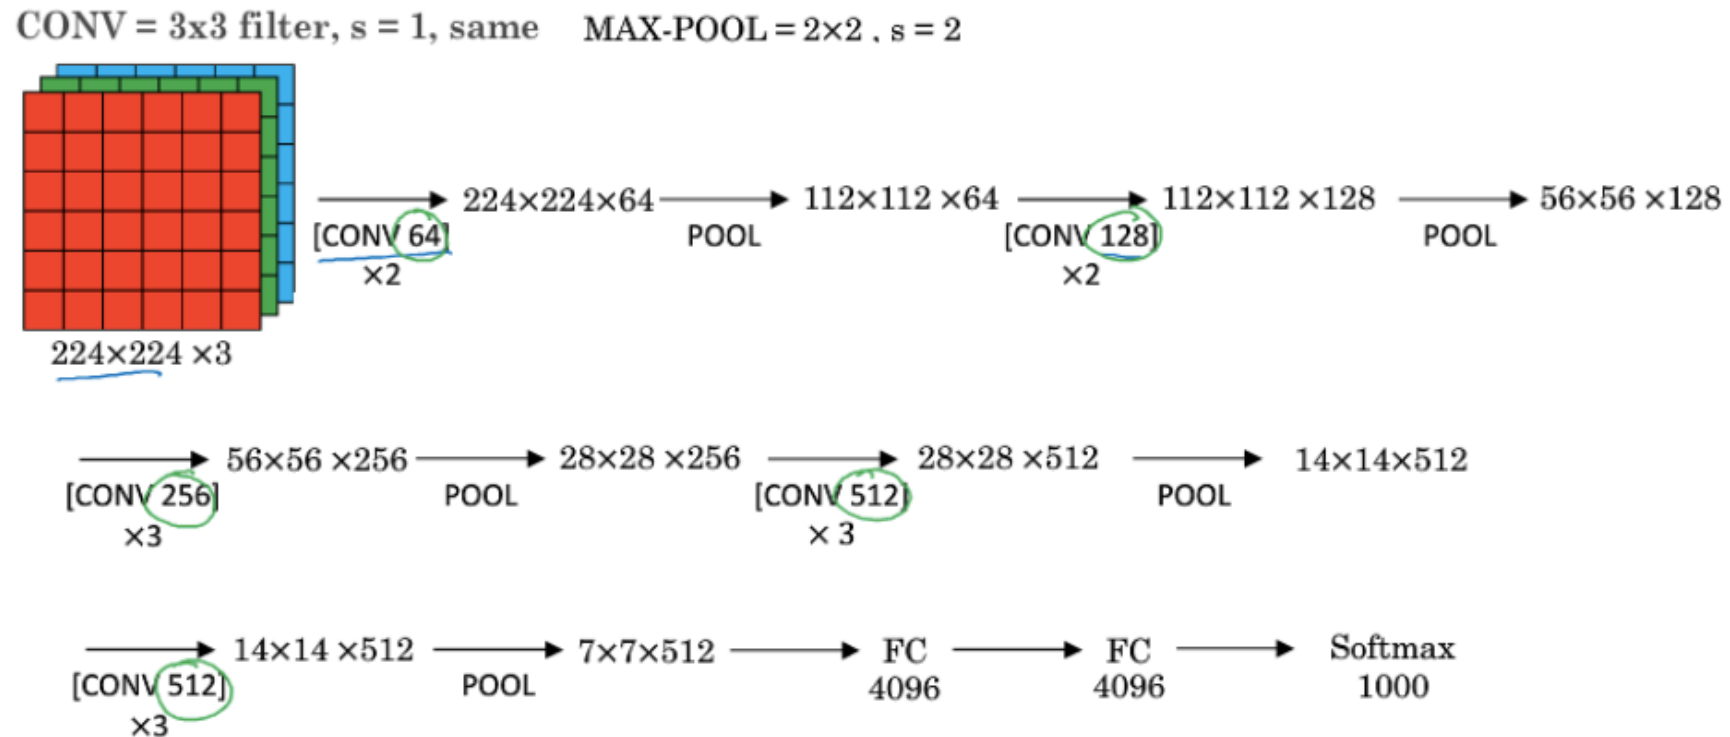 CONV = 3x3 filter, s = 1, same MAX-POOL = 2×2 , s = 2
224×224×64 112×112 ×64 112×112 ×128 56×56 ×128
[CONV 64] POOL [CONV 128] POOL
×2 ×2
224×224 ×3
56×56 ×256 28×28 ×256 28×28 ×512 14×14×512
[CONV 256] POOL [CONV 512] POOL
×3 × 3
14×14 ×512 7×7×512 FC FC Softmax
[CONV 512] POOL 4096 4096 1000
×3